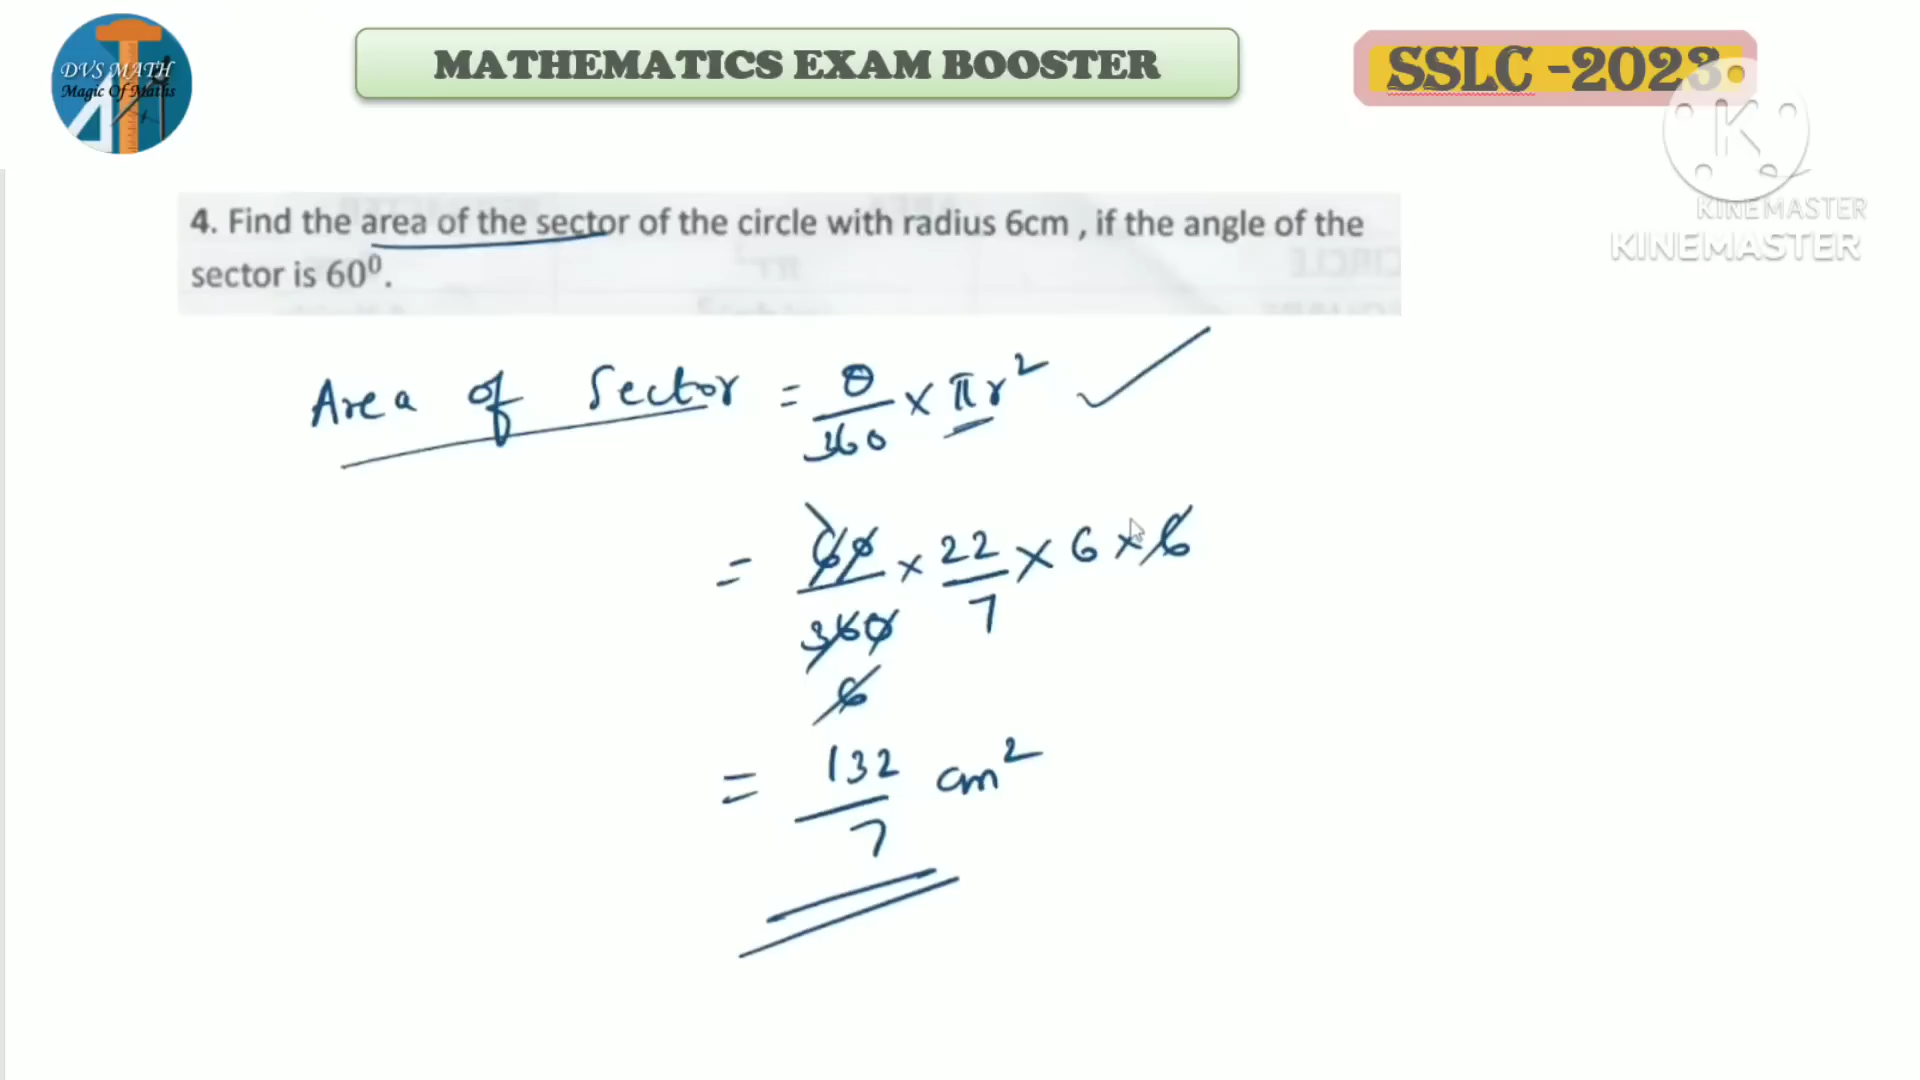 DVS MATH
Magic Of Maths
MATHEMATICS EXAM BOOSTER
SSLC -2023
KINEMASTER
KINEMASTER
4. Find the area of the sector of the circle with radius 6cm , if the angle of the
sector is 60⁰.
Area of Sector = θ/360 × πr²
= 60/360 × 22/7 × 6 × 6
6
= 132/7 cm²